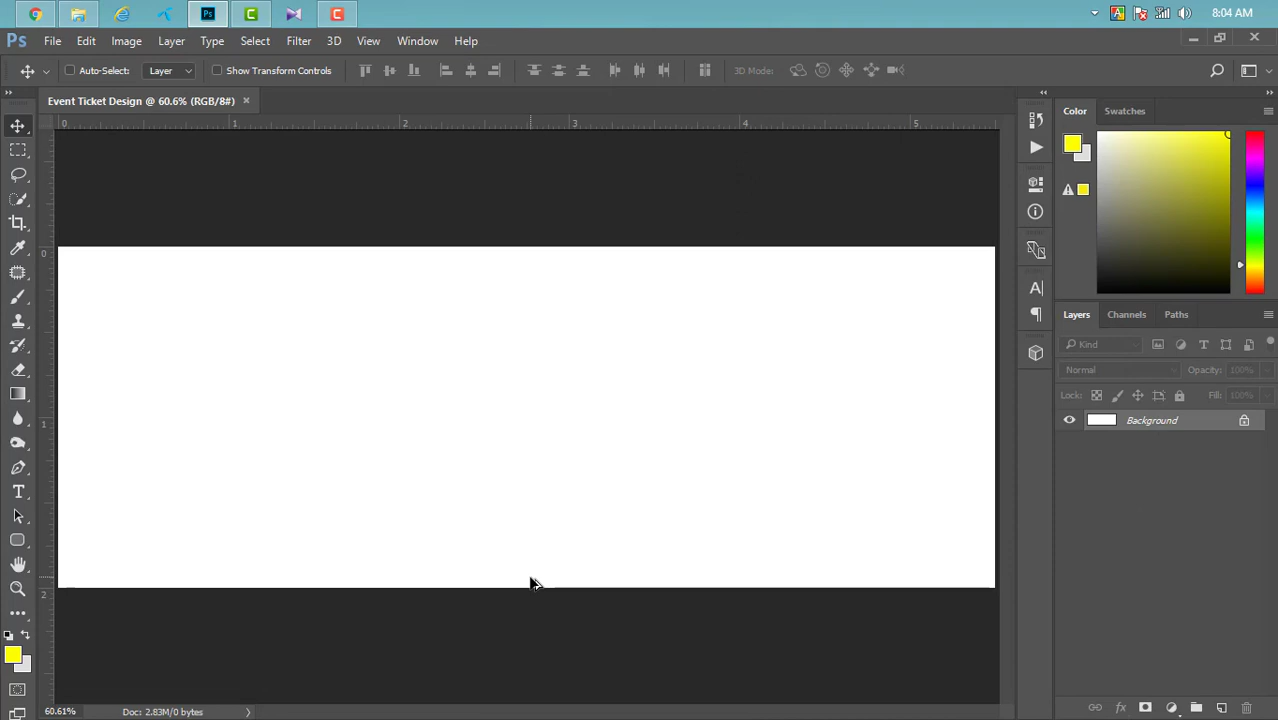 8:04 AM
Ps File Edit Image Layer Type Select Filter 3D View Window Help
Auto-Select: Layer Show Transform Controls 3D Mode:
Event Ticket Design @ 60.6% (RGB/8#) ×
0 1 2 3 4 5
0
1
2
Color Swatches
Layers Channels Paths
Kind
Normal Opacity: 100%
Lock: Fill: 100%
Background
60.61% Doc: 2.83M/0 bytes